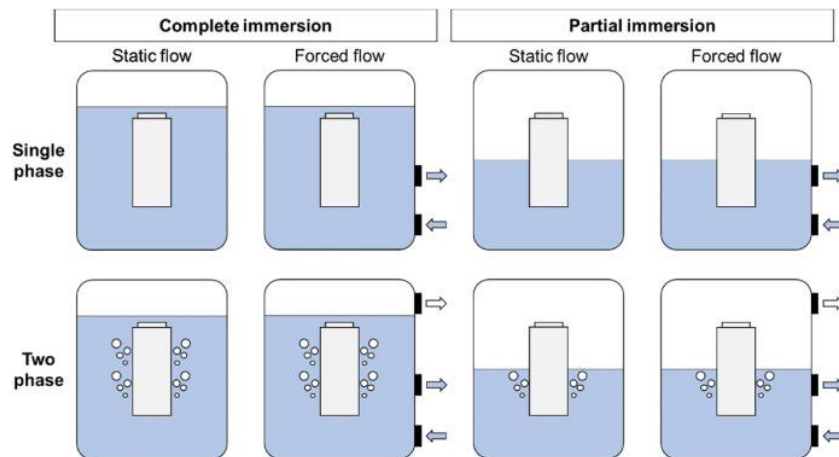 Complete immersion
Partial immersion
Static flow
Forced flow
Static flow
Forced flow
Single
phase
Two
phase